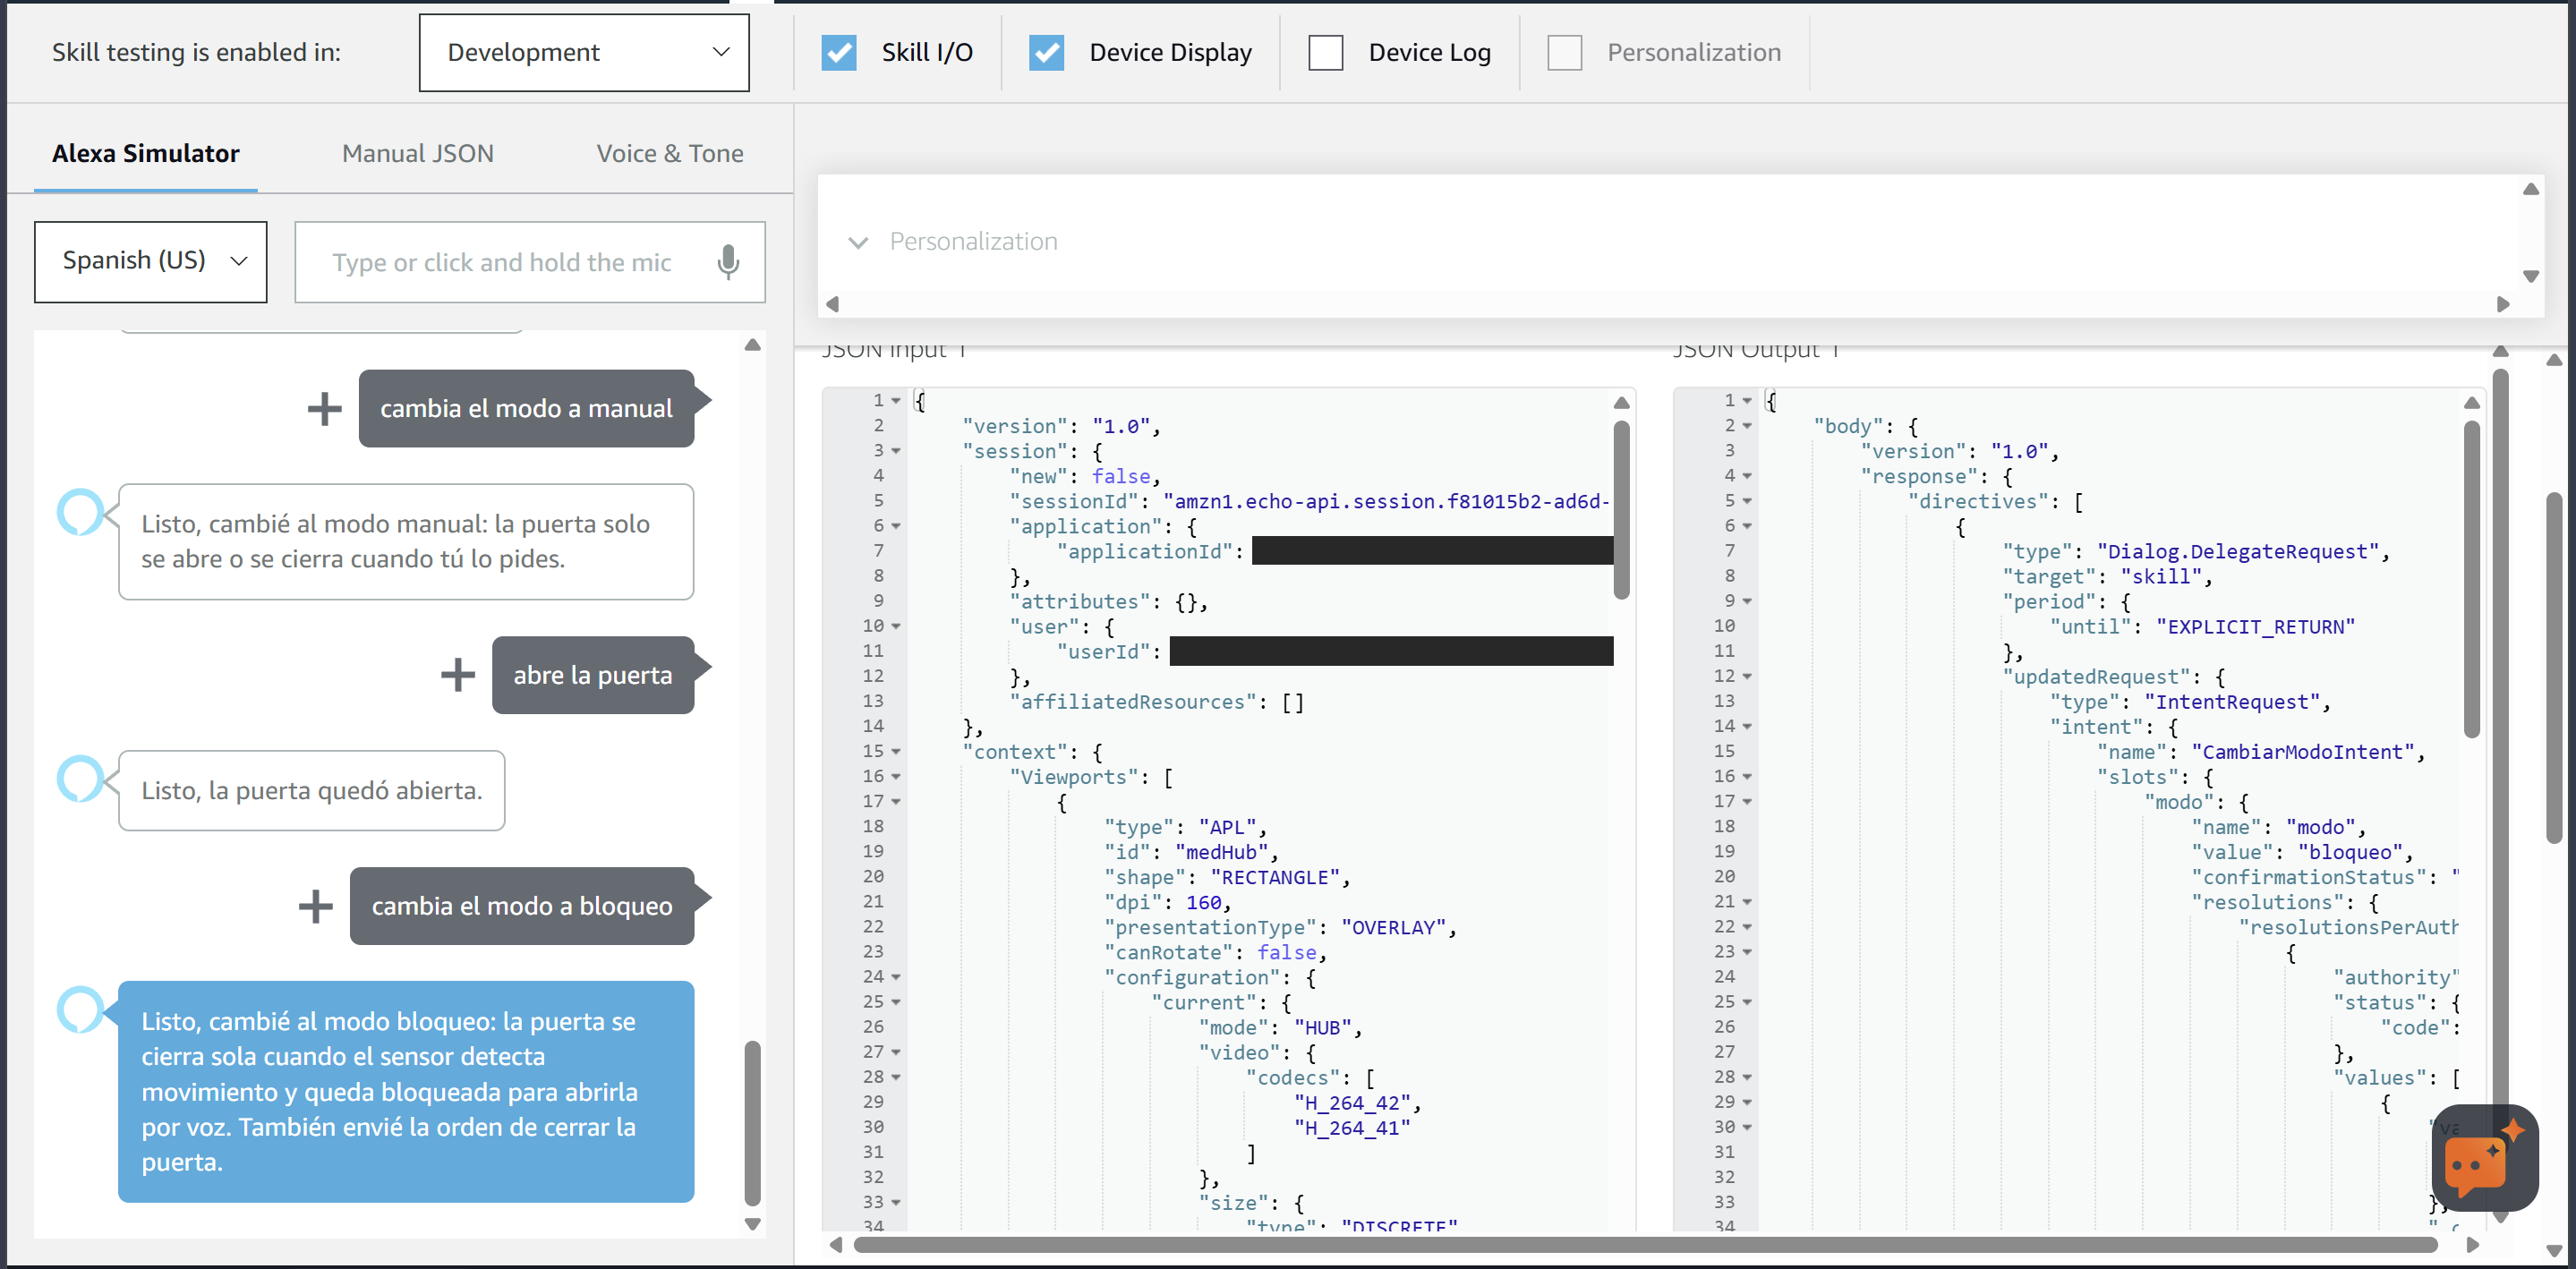 Skill testing is enabled in:
Development
Skill I/O
Device Display
Device Log
Personalization
Alexa Simulator
Manual JSON
Voice & Tone
Spanish (US)
Type or click and hold the mic
cambia el modo a manual
Listo, cambié al modo manual: la puerta solo
se abre o se cierra cuando tú lo pides.
abre la puerta
Listo, la puerta quedó abierta.
cambia el modo a bloqueo
Listo, cambié al modo bloqueo: la puerta se
cierra sola cuando el sensor detecta
movimiento y queda bloqueada para abrirla
por voz. También envié la orden de cerrar la
puerta.
Personalization
JSON Input 1
1 {
2 "version": "1.0",
3 "session": {
4 "new": false,
5 "sessionId": "amzn1.echo-api.session.f81015b2-ad6d-
6 "application": {
7 "applicationId":
8 },
9 "attributes": {},
10 "user": {
11 "userId":
12 },
13 "affiliatedResources": []
14 },
15 "context": {
16 "Viewports": [
17 {
18 "type": "APL",
19 "id": "medHub",
20 "shape": "RECTANGLE",
21 "dpi": 160,
22 "presentationType": "OVERLAY",
23 "canRotate": false,
24 "configuration": {
25 "current": {
26 "mode": "HUB",
27 "video": {
28 "codecs": [
29 "H_264_42",
30 "H_264_41"
31 ]
32 },
33 "size": {
34 "type": "DISCRETE"
JSON Output 1
1 {
2 "body": {
3 "version": "1.0",
4 "response": {
5 "directives": [
6 {
7 "type": "Dialog.DelegateRequest",
8 "target": "skill",
9 "period": {
10 "until": "EXPLICIT_RETURN"
11 },
12 "updatedRequest": {
13 "type": "IntentRequest",
14 "intent": {
15 "name": "CambiarModoIntent",
16 "slots": {
17 "modo": {
18 "name": "modo",
19 "value": "bloqueo",
20 "confirmationStatus": "
21 "resolutions": {
22 "resolutionsPerAuth
23 {
24 "authority"
25 "status": {
26 "code":
27 },
28 "values": [
29 {
30
31
32
33 },
34